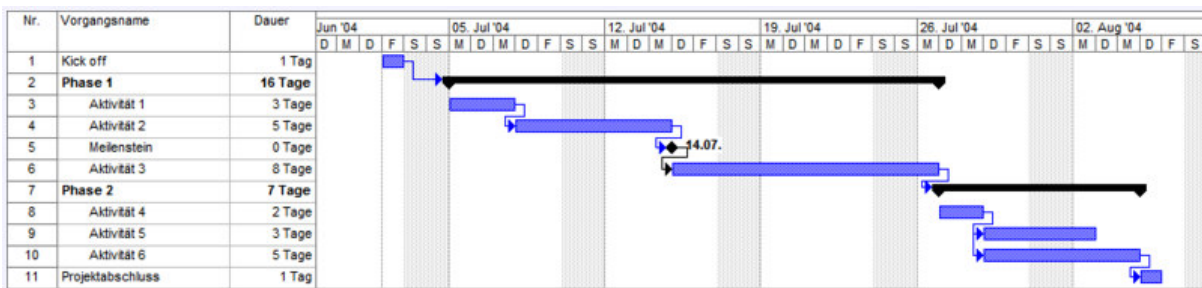 Nr. Vorgangsname Dauer Jun '04 05. Jul '04 12. Jul '04 19. Jul '04 26. Jul '04 02. Aug '04
D M D F S S M D M D F S S M D M D F S S M D M D F S S M D M D F S S M D M D F S
1 Kick off 1 Tag
2 Phase 1 16 Tage
3 Aktivität 1 3 Tage
4 Aktivität 2 5 Tage
5 Meilenstein 0 Tage 14.07.
6 Aktivität 3 8 Tage
7 Phase 2 7 Tage
8 Aktivität 4 2 Tage
9 Aktivität 5 3 Tage
10 Aktivität 6 5 Tage
11 Projektabschluss 1 Tag